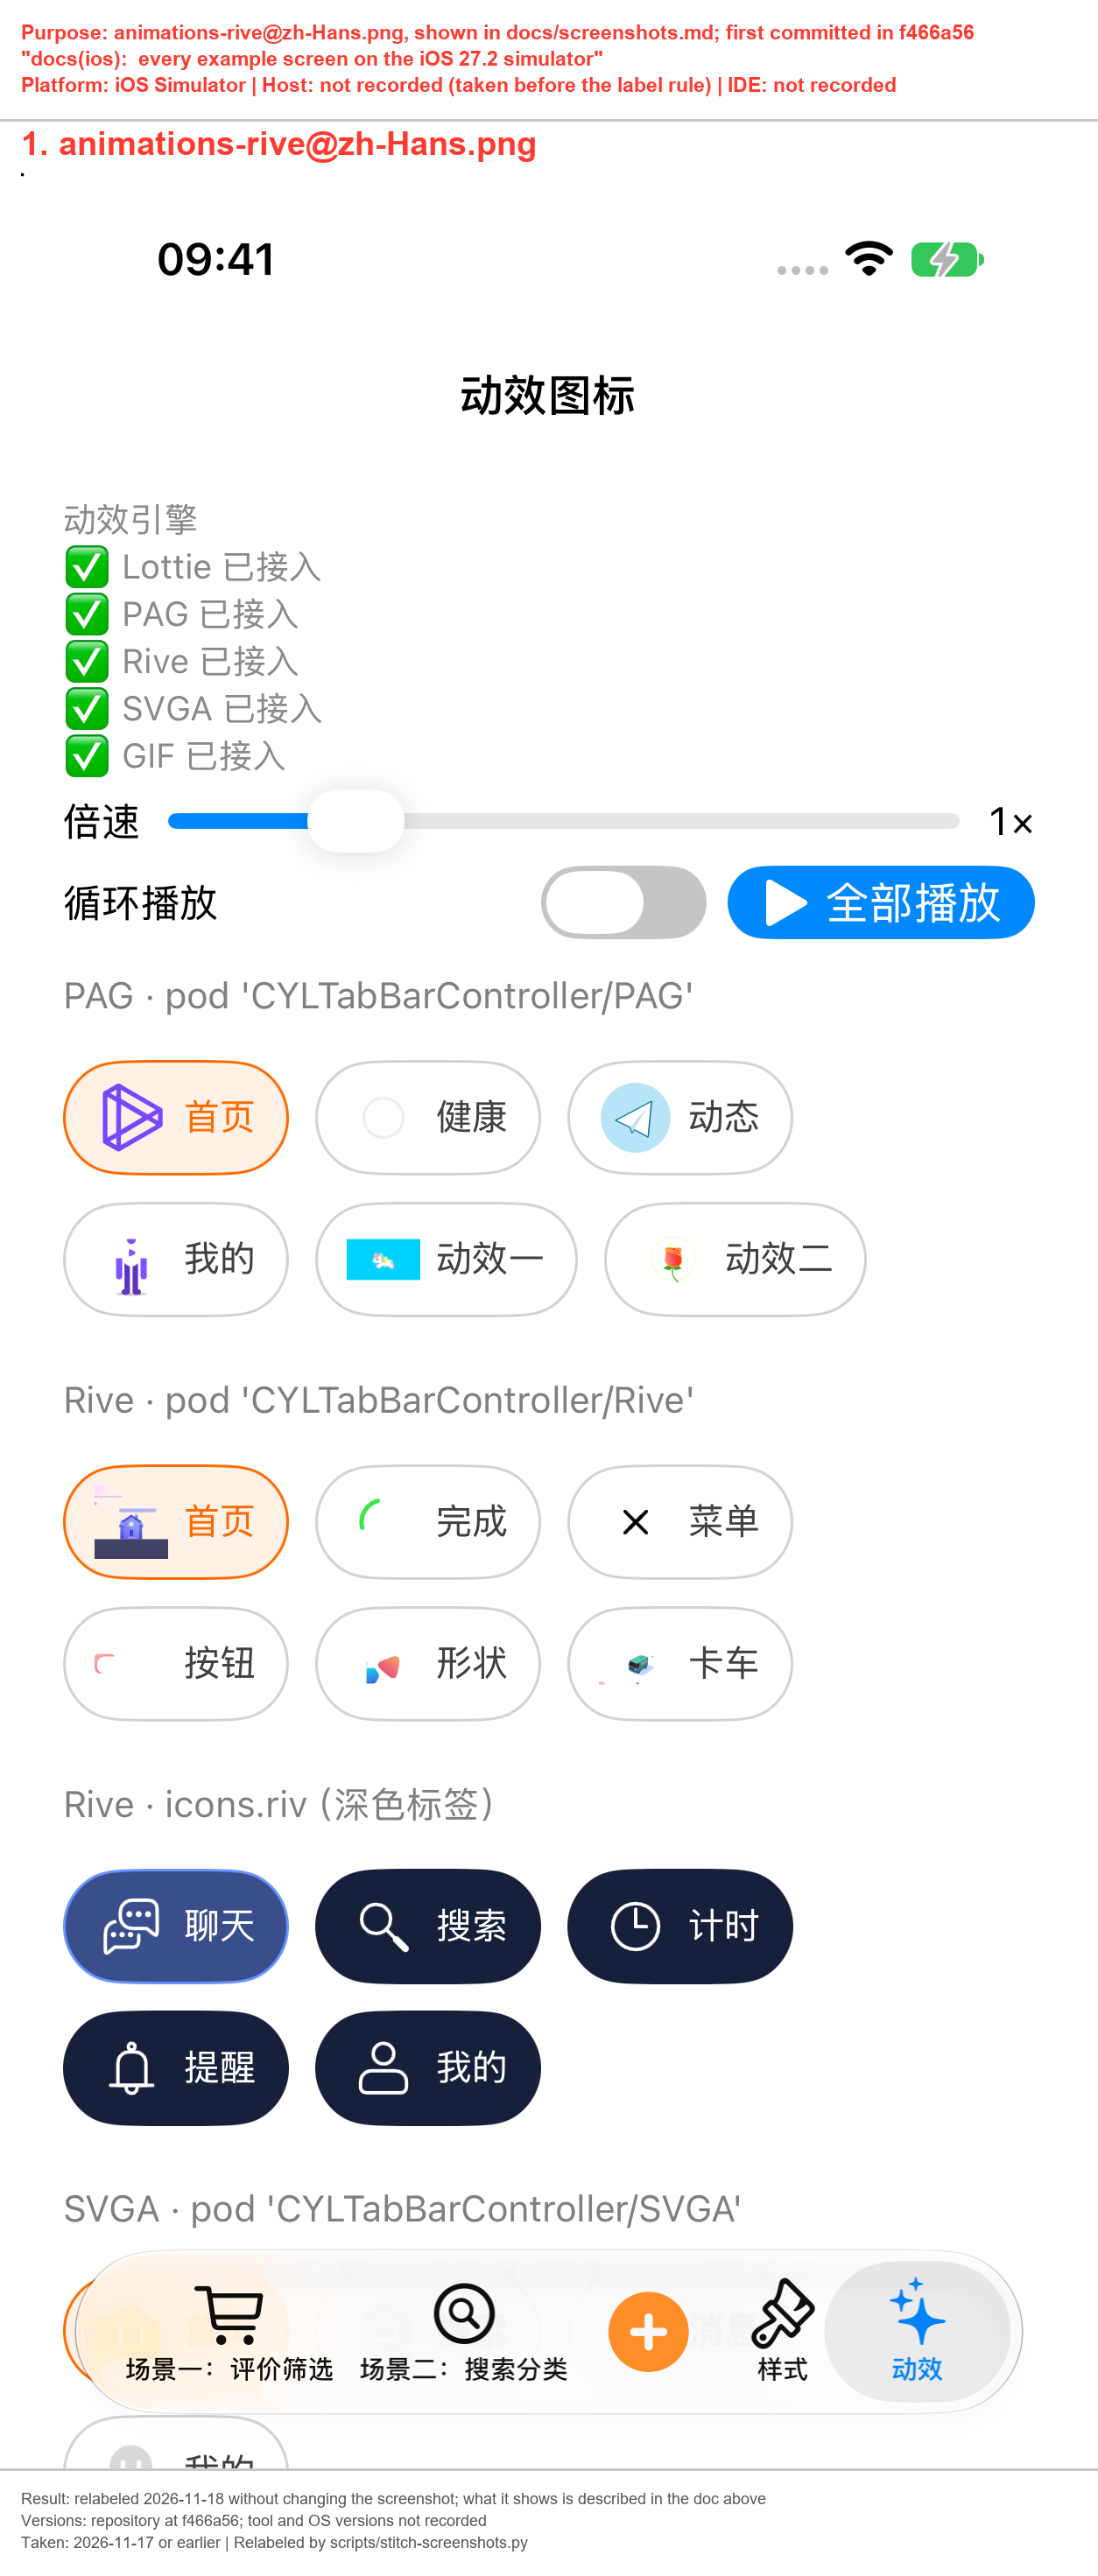 Purpose: animations-rive@zh-Hans.png, shown in docs/screenshots.md; first committed in f466a56
"docs(ios):  every example screen on the iOS 27.2 simulator"
Platform: iOS Simulator | Host: not recorded (taken before the label rule) | IDE: not recorded
1. animations-rive@zh-Hans.png
.
09:41
动效图标
动效引擎
✅ Lottie 已接入
✅ PAG 已接入
✅ Rive 已接入
✅ SVGA 已接入
✅ GIF 已接入
倍速 1×
循环播放 全部播放
PAG · pod 'CYLTabBarController/PAG'
首页 健康 动态
我的 动效一 动效二
Rive · pod 'CYLTabBarController/Rive'
首页 完成 菜单
按钮 形状 卡车
Rive · icons.riv (深色标签)
聊天 搜索 计时
提醒 我的
SVGA · pod 'CYLTabBarController/SVGA'
场景一：评价筛选 场景二：搜索分类 样式 动效
我的
Result: relabeled 2026-11-18 without changing the screenshot; what it shows is described in the doc above
Versions: repository at f466a56; tool and OS versions not recorded
Taken: 2026-11-17 or earlier | Relabeled by scripts/stitch-screenshots.py